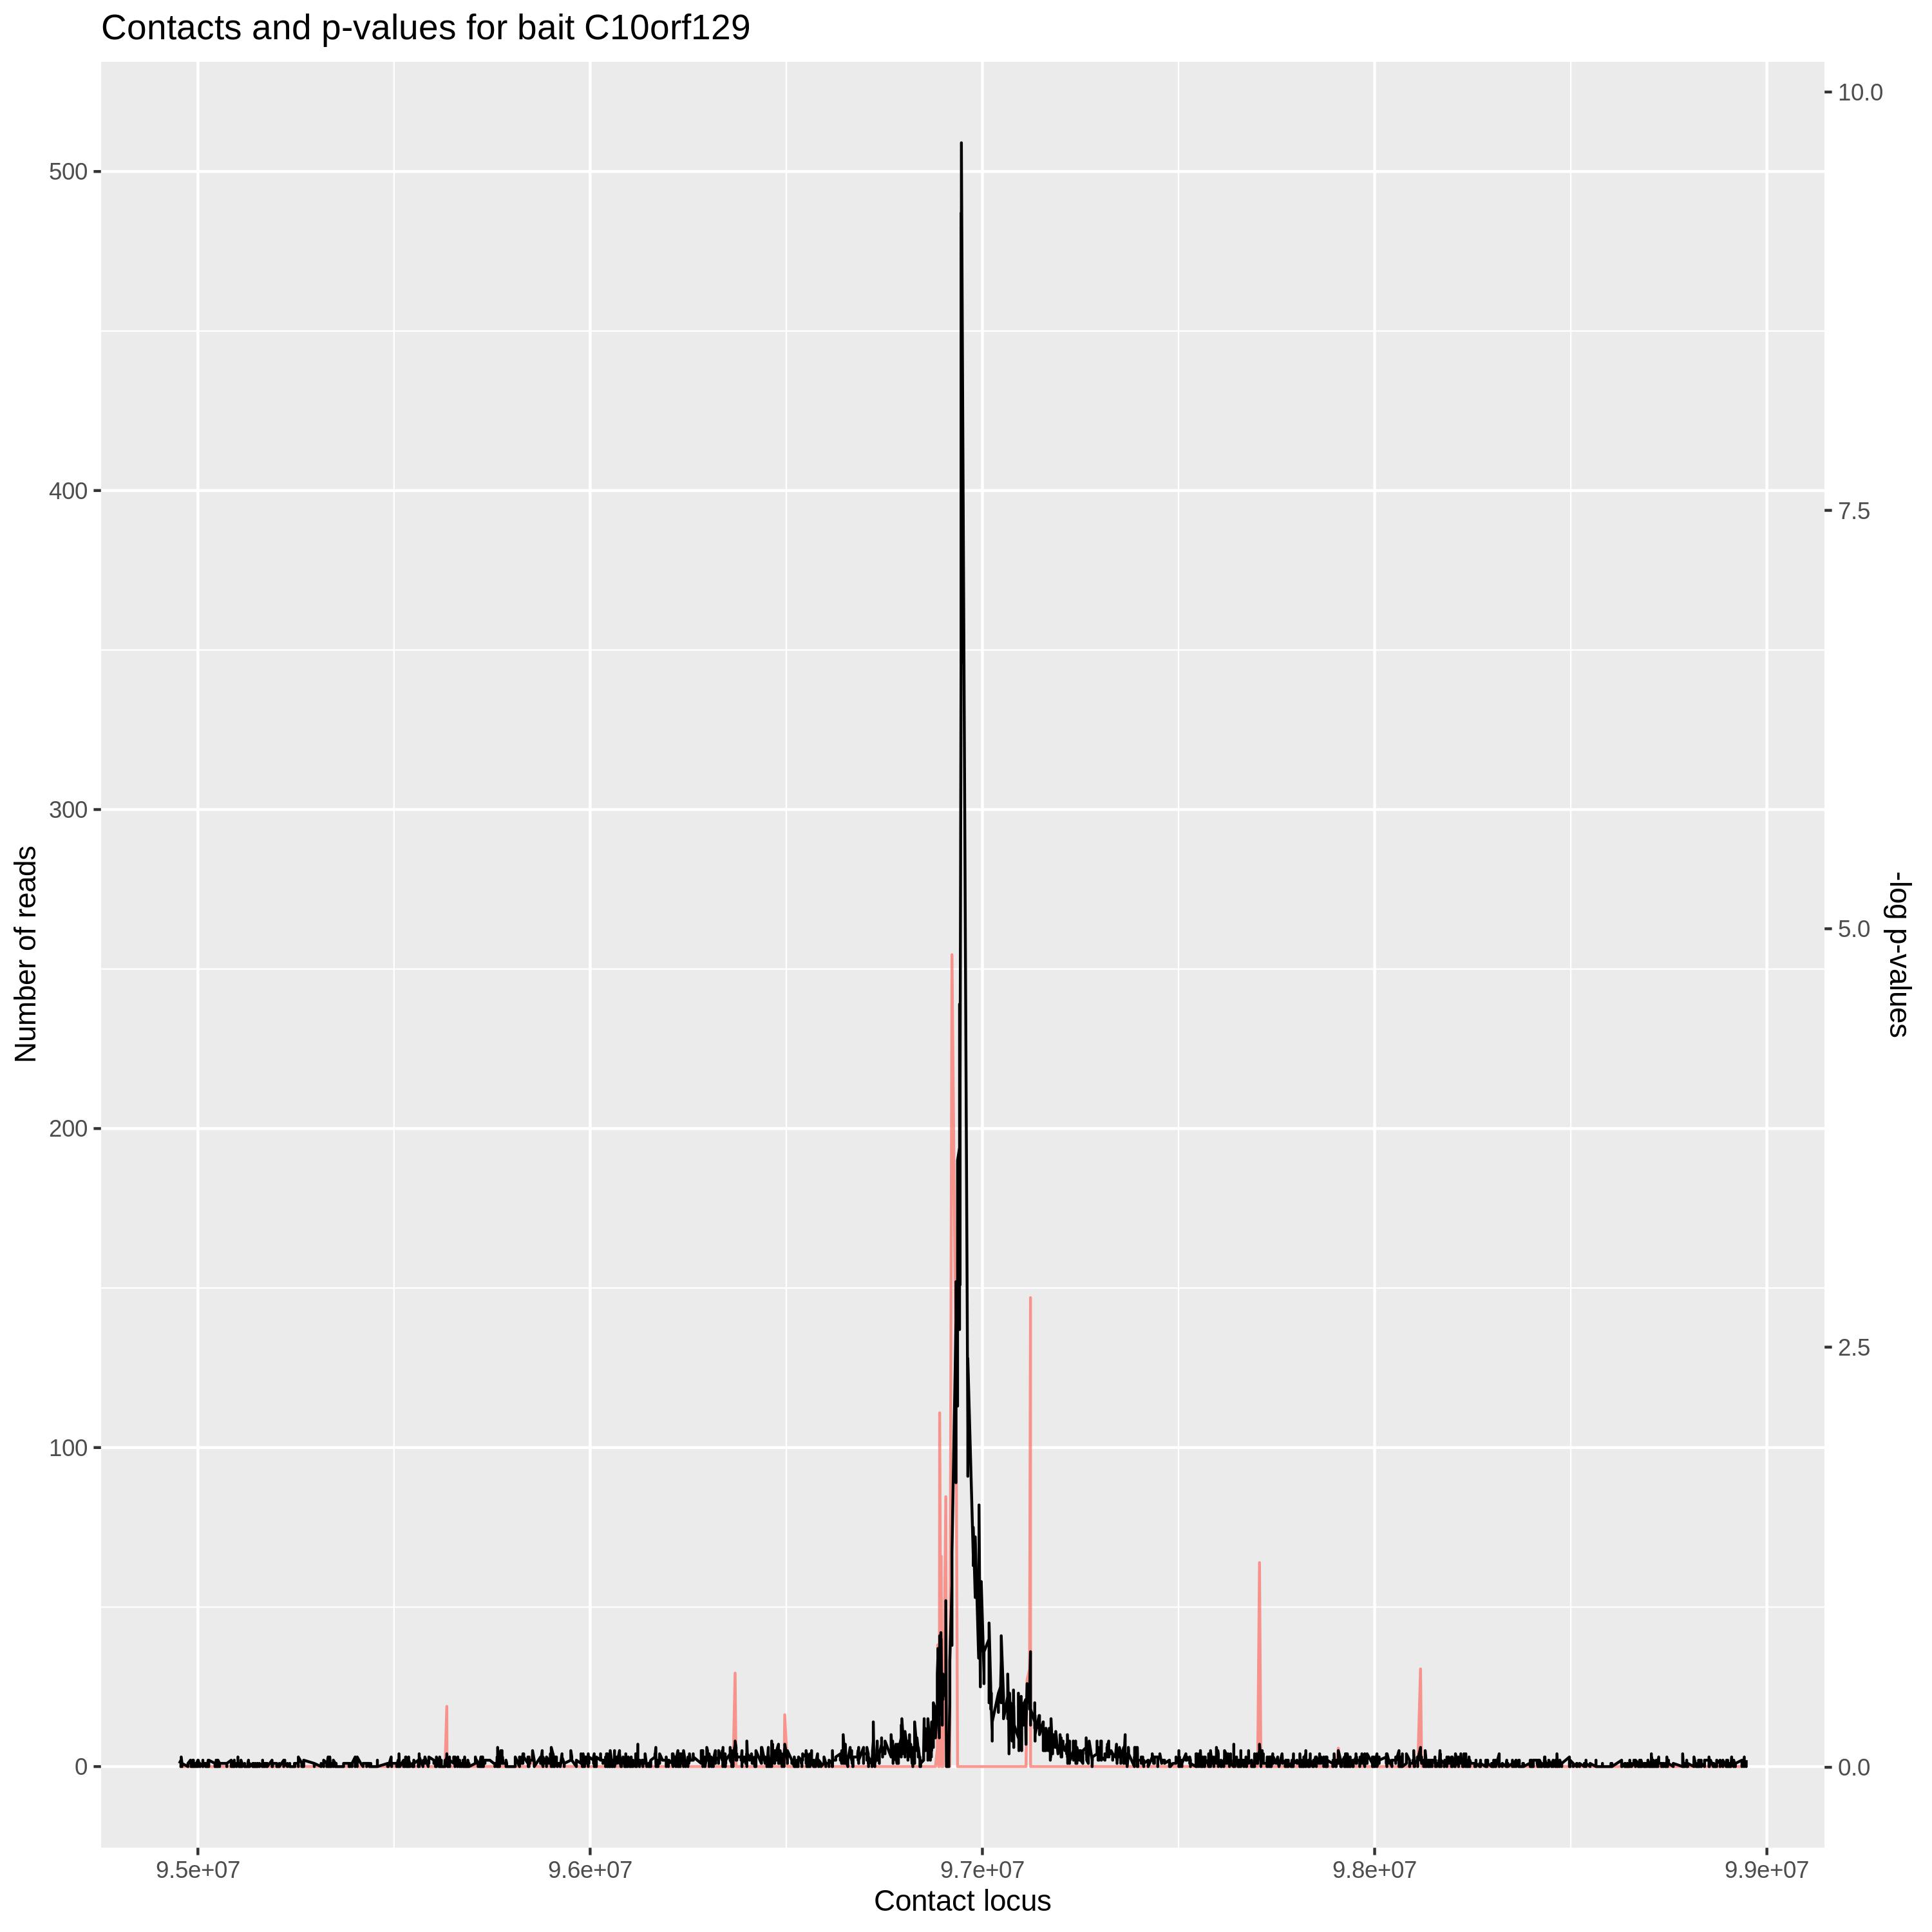 Contacts and p-values for bait C10orf129
Number of reads
500
400
300
200
100
0
10.0
7.5
5.0
2.5
0.0
-log p-values
9.5e+07
9.6e+07
9.7e+07
9.8e+07
9.9e+07
Contact locus